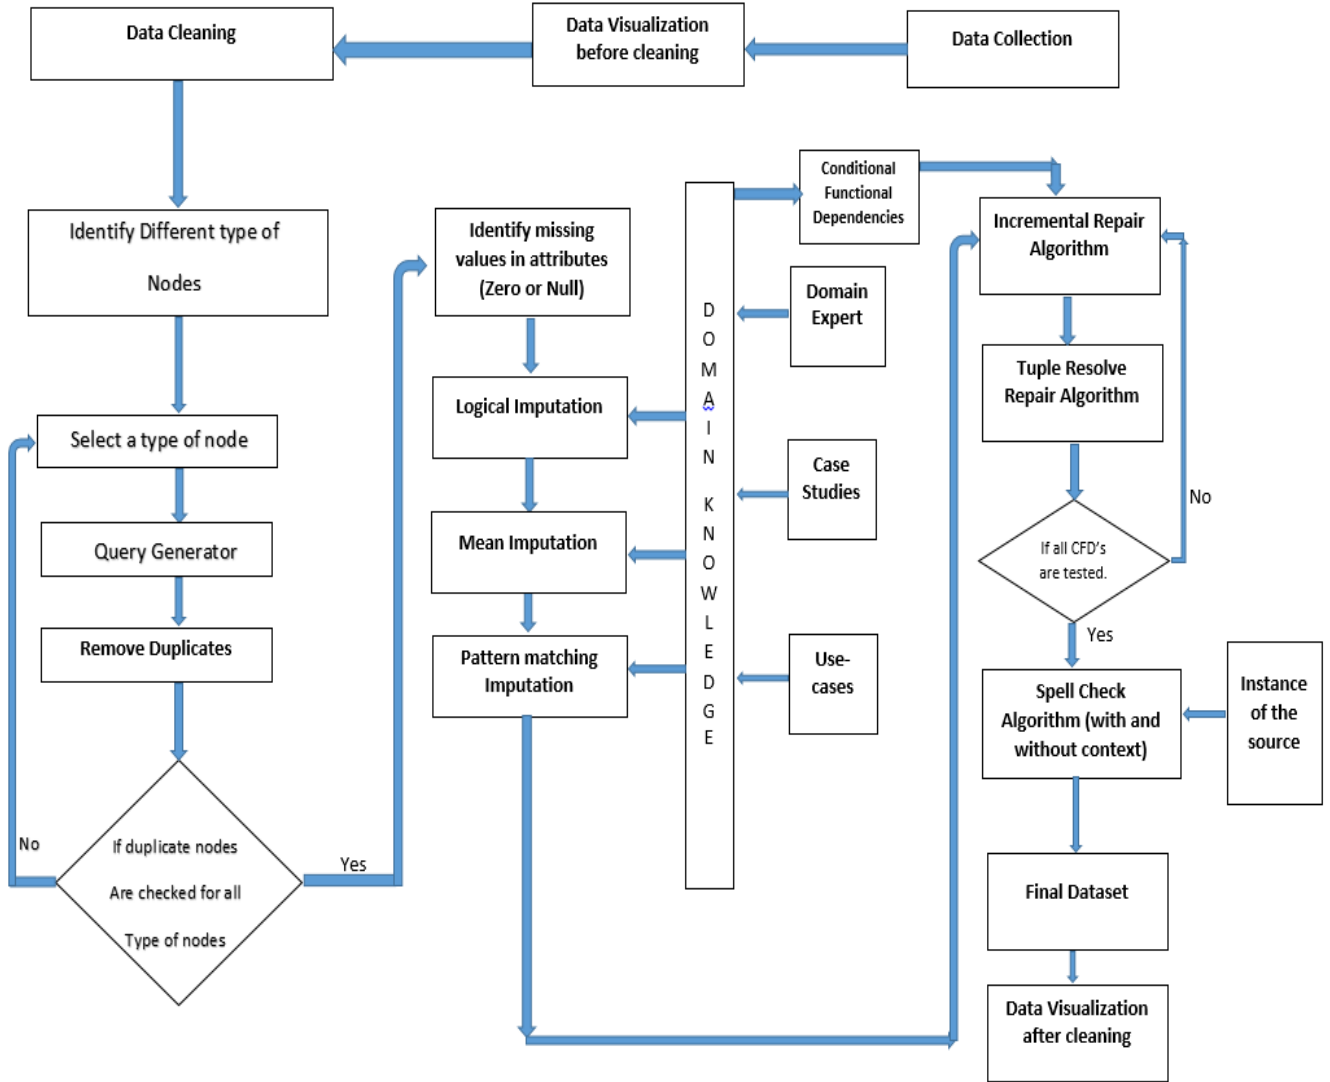 Data Cleaning
Data Visualization
before cleaning
Data Collection
Identify Different type of
Nodes
Select a type of node
Query Generator
Remove Duplicates
If duplicate nodes
Are checked for all
Type of nodes
No
Yes
Identify missing
values in attributes
(Zero or Null)
Logical Imputation
Mean Imputation
Pattern matching
Imputation
D
O
M
A
I
N
K
N
O
W
L
E
D
G
E
Conditional
Functional
Dependencies
Domain
Expert
Case
Studies
Use-
cases
Incremental Repair
Algorithm
Tuple Resolve
Repair Algorithm
If all CFD's
are tested.
No
Yes
Spell Check
Algorithm (with and
without context)
Instance
of the
source
Final Dataset
Data Visualization
after cleaning